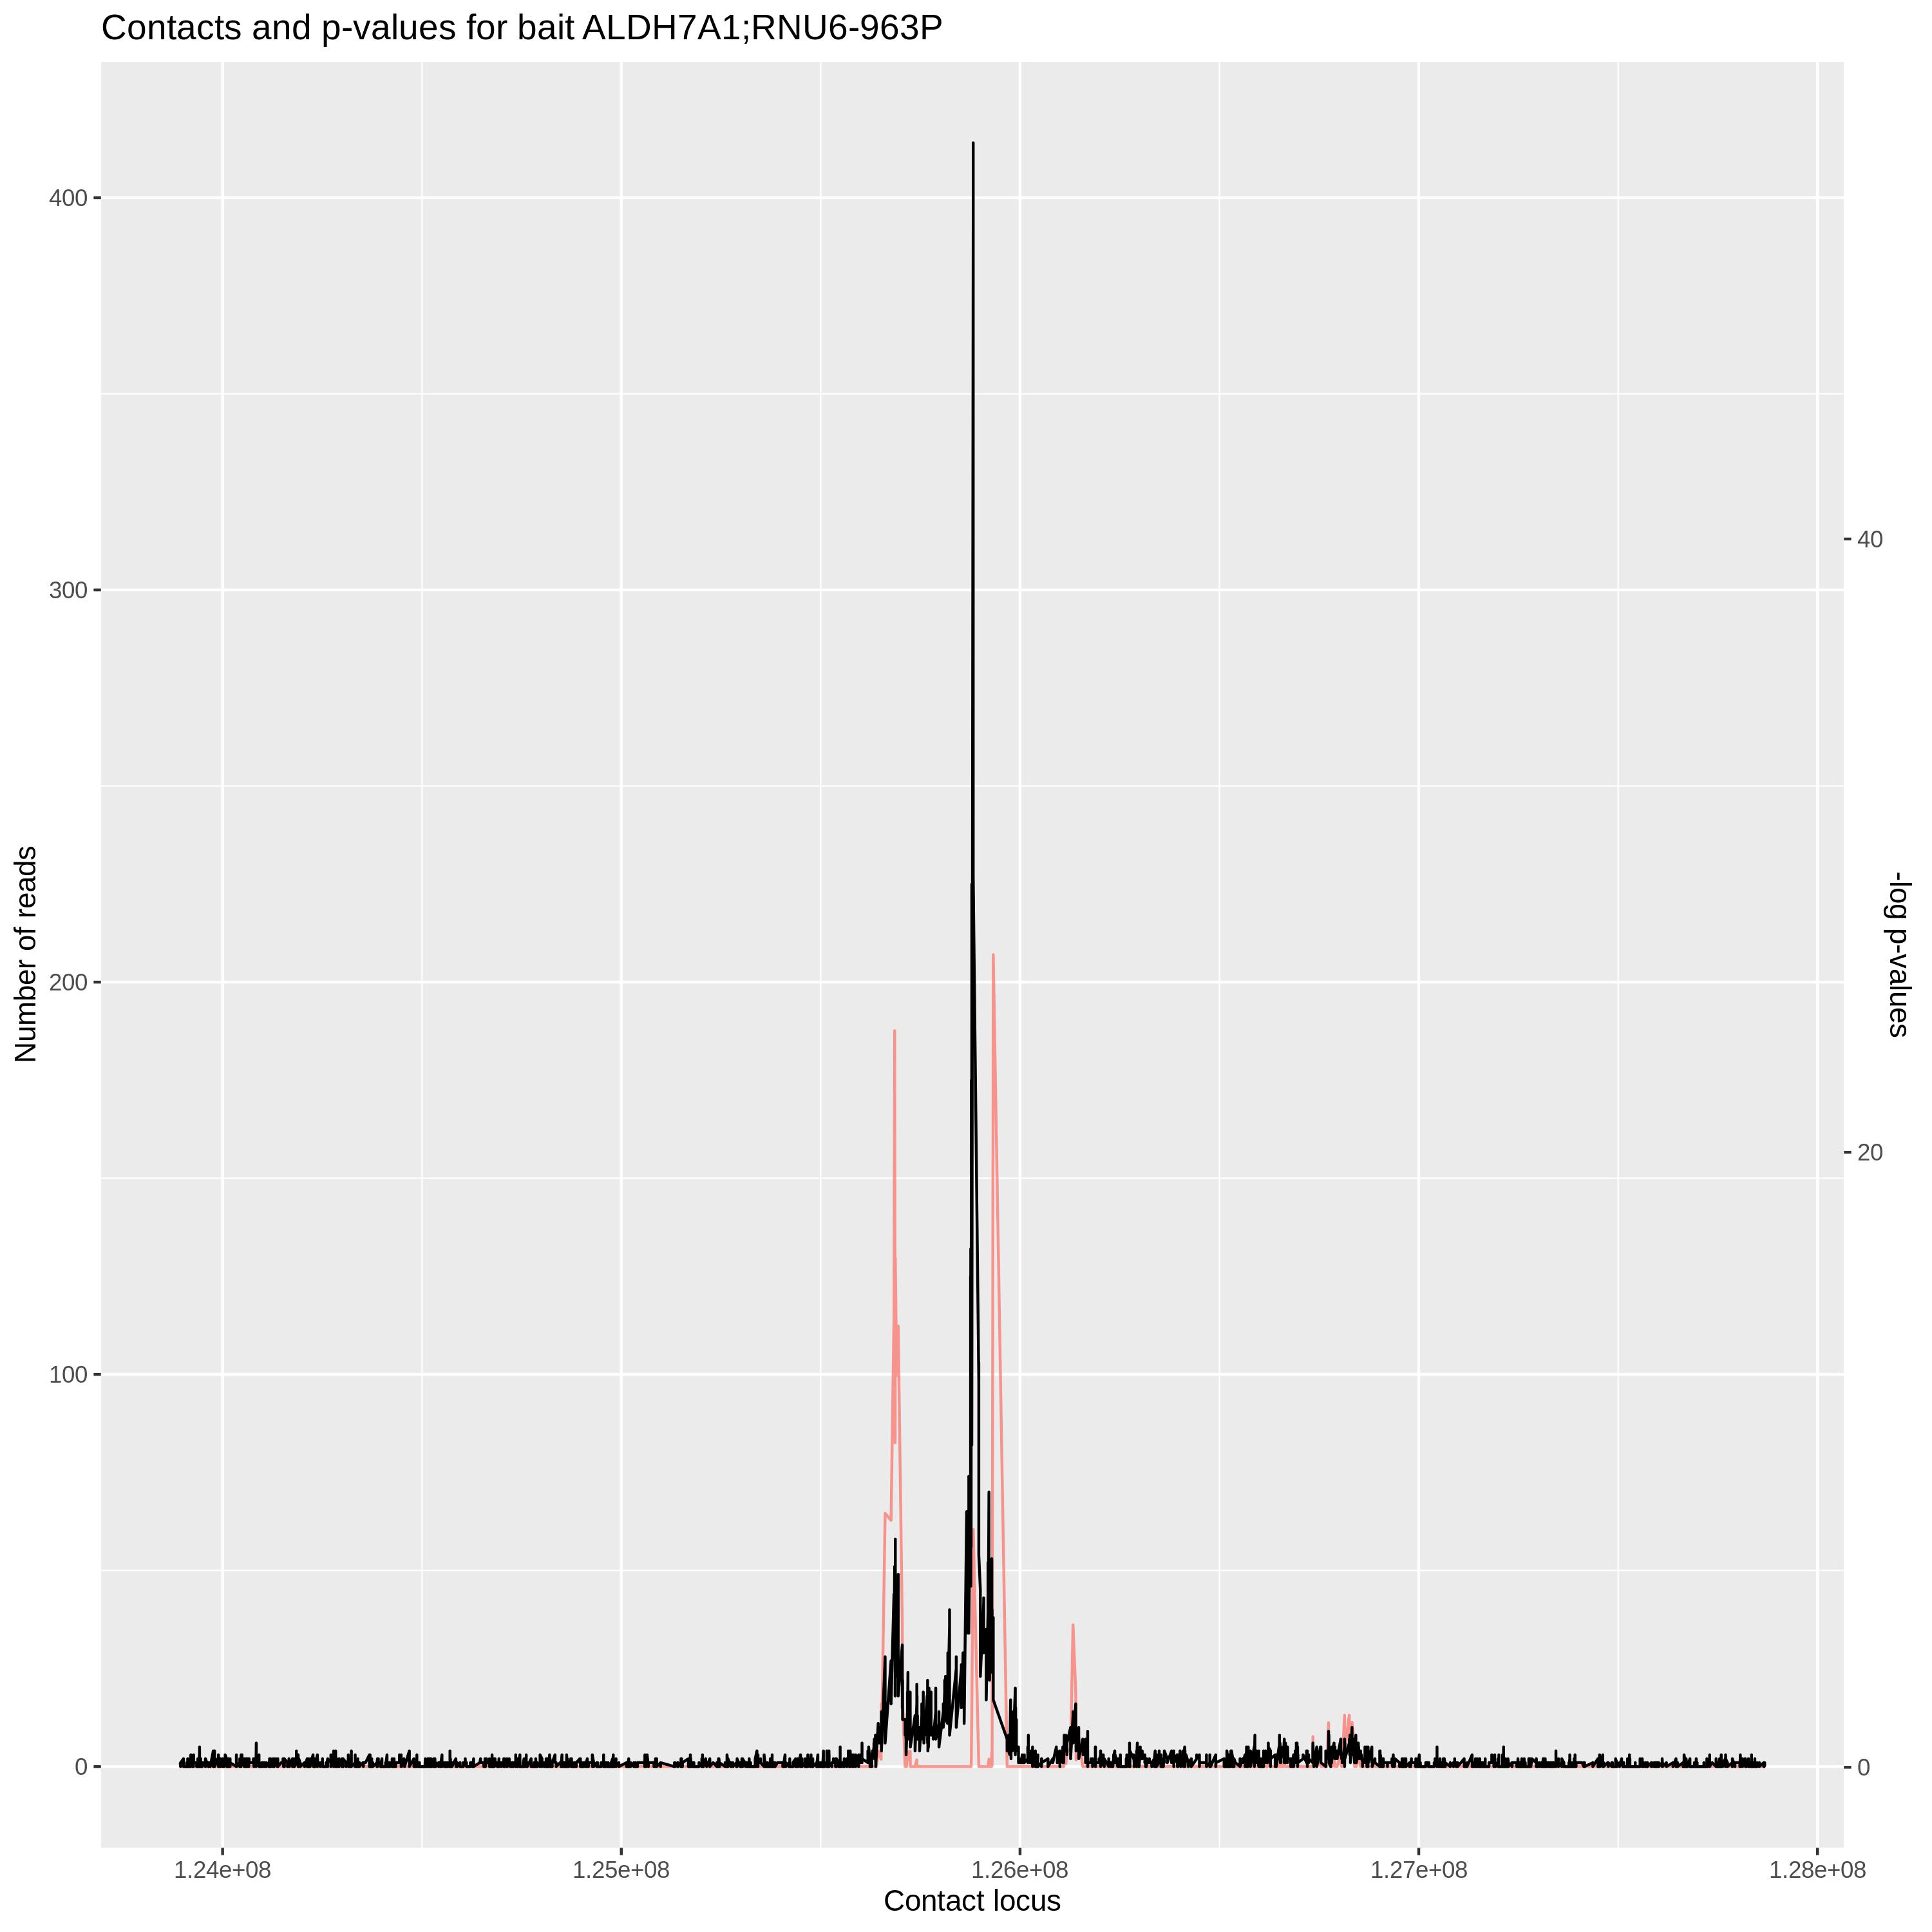 Contacts and p-values for bait ALDH7A1;RNU6-963P
400
300
200
100
0
Number of reads
40
20
0
-log p-values
1.24e+08
1.25e+08
1.26e+08
1.27e+08
1.28e+08
Contact locus